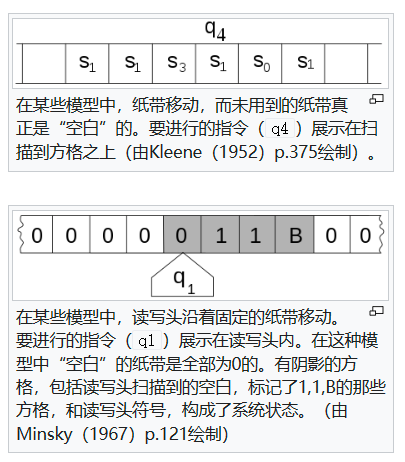 q4
s1 s1 s3 s1 s0 s1
在某些模型中，纸带移动，而未用到的纸带真
正是“空白”的。要进行的指令（q4）展示在扫
描到方格之上（由Kleene（1952）p.375绘制）。
0 0 0 0 0 1 1 B 0 0
q1
在某些模型中，读写头沿着固定的纸带移动。
要进行的指令（q1）展示在读写头内。在这种模
型中“空白”的纸带是全部为0的。有阴影的方
格，包括读写头扫描到的空白，标记了1,1,B的那些
方格，和读写头符号，构成了系统状态。（由
Minsky（1967）p.121绘制）